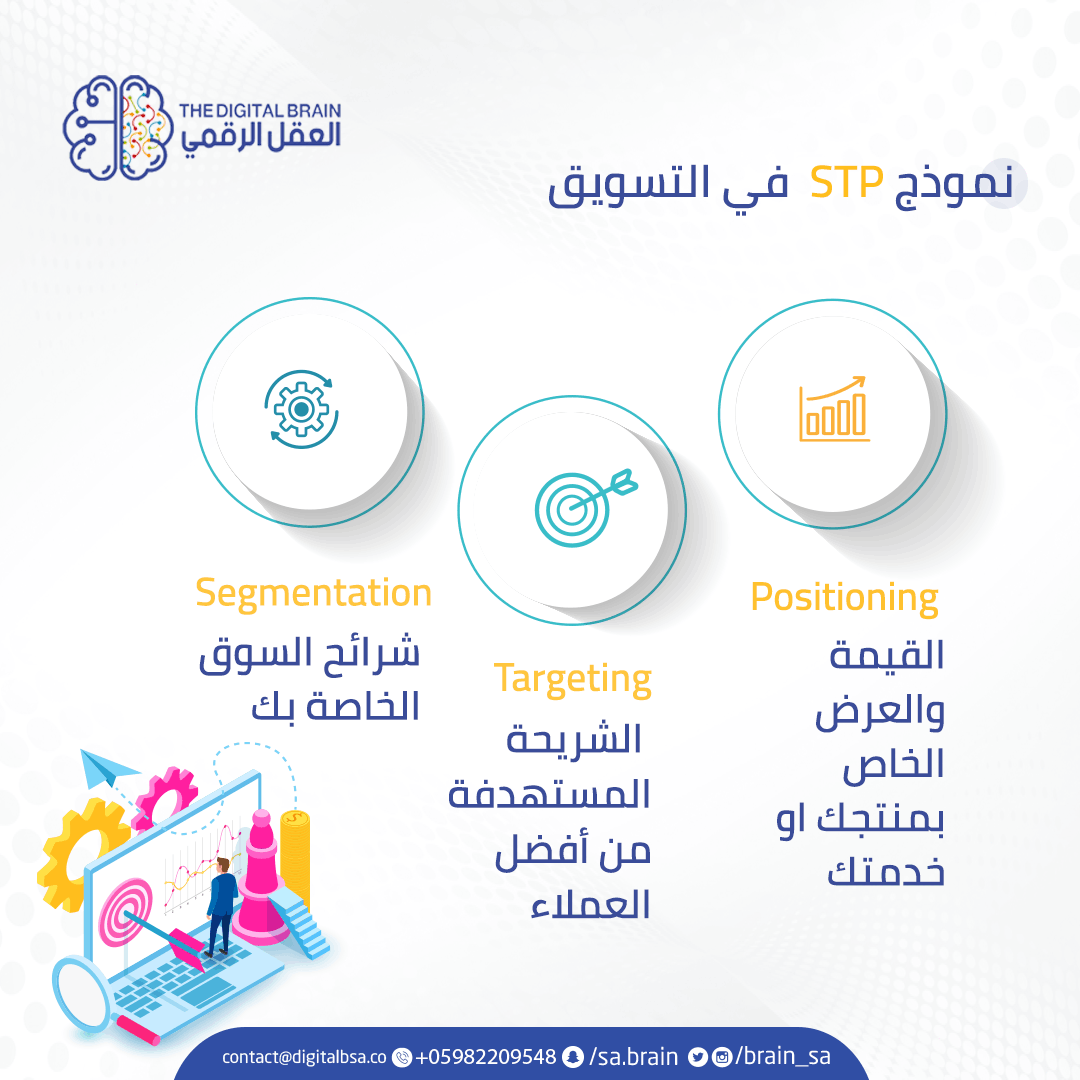 THE DIGITAL BRAIN
العقل الرقمي
نموذج STP في التسويق
Segmentation
شرائح السوق
الخاصة بك
Targeting
الشريحة
المستهدفة
من أفضل
العملاء
Positioning
القيمة
والعرض
الخاص
بمنتجك او
خدمتك
contact@digitalbsa.co +05982209548 /sa.brain /brain_sa